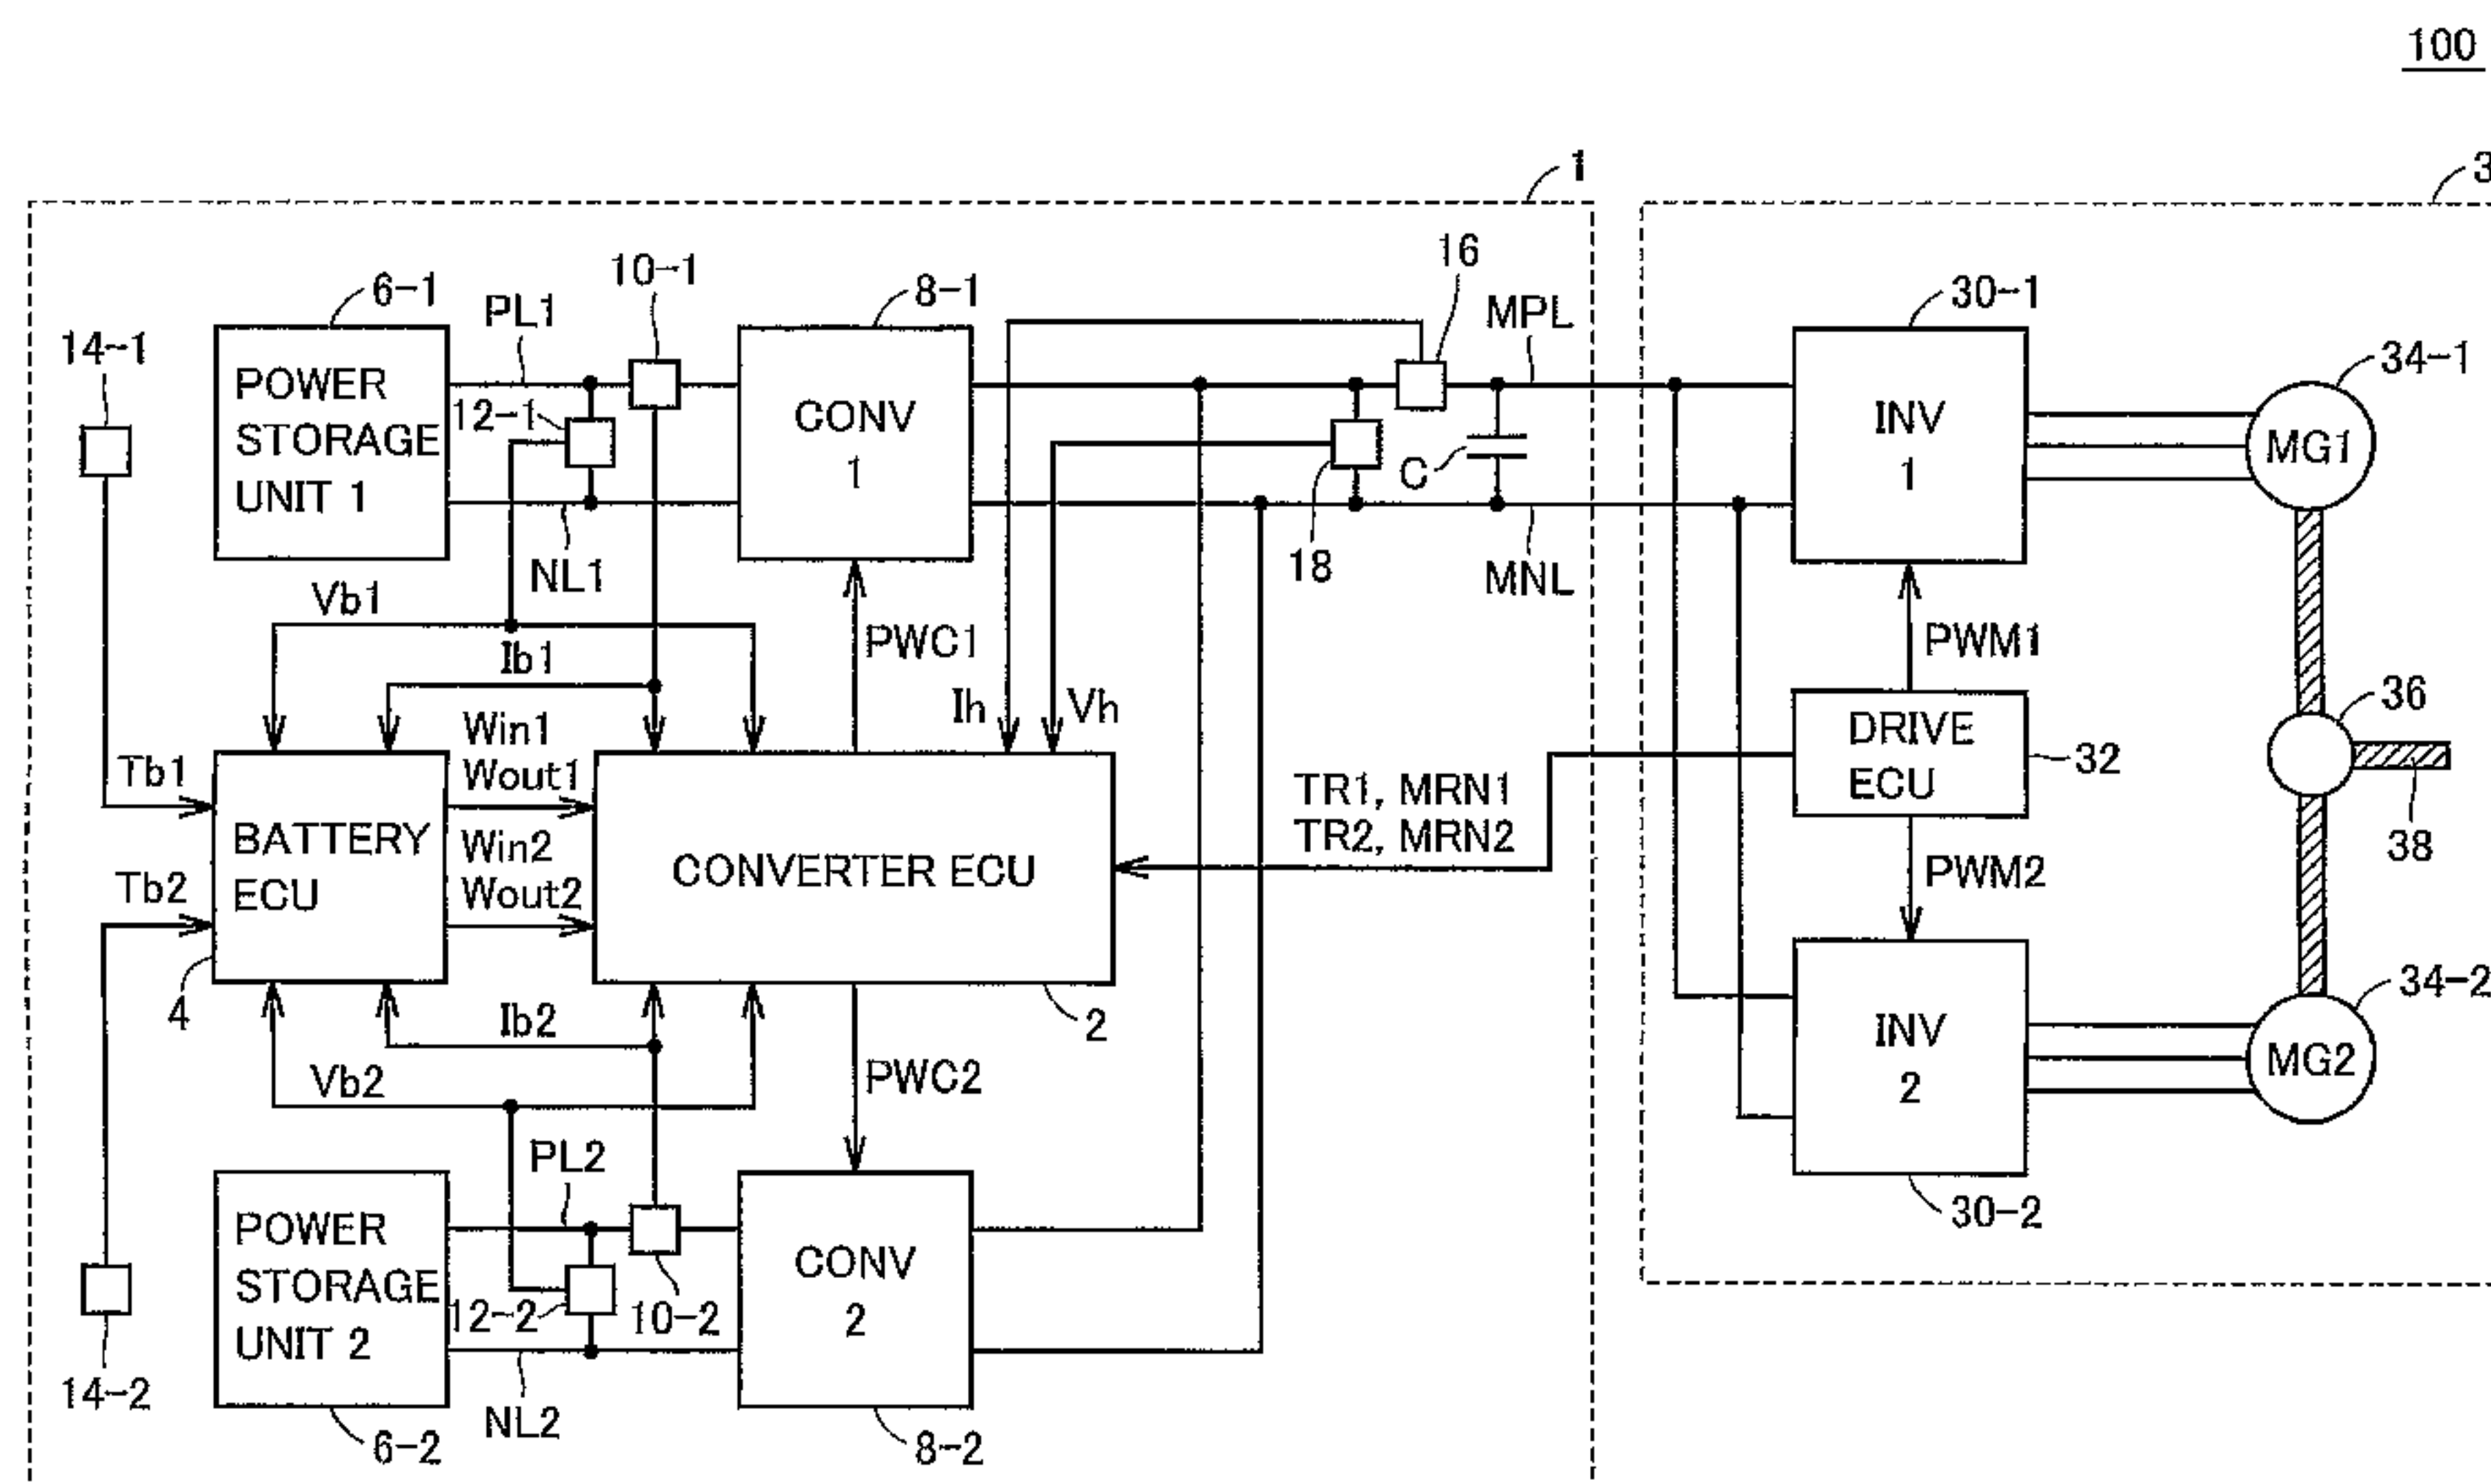 100
1
3
16
10-1
6-1
8-1
30-1
PL1
MPL
14-1
34-1
POWER
STORAGE
UNIT 1
12-1
CONV
1
INV
1
MG1
C
18
NL1
MNL
Vb1
PWC1
PWM1
Ib1
Ih
Vh
36
Win1
Wout1
DRIVE
ECU
32
Tb1
TR1, MRN1
TR2, MRN2
38
BATTERY
ECU
Win2
Wout2
CONVERTER ECU
PWM2
Tb2
4
Ib2
2
34-2
Vb2
PWC2
INV
2
MG2
PL2
30-2
POWER
STORAGE
UNIT 2
CONV
2
12-2
10-2
14-2
NL2
6-2
8-2